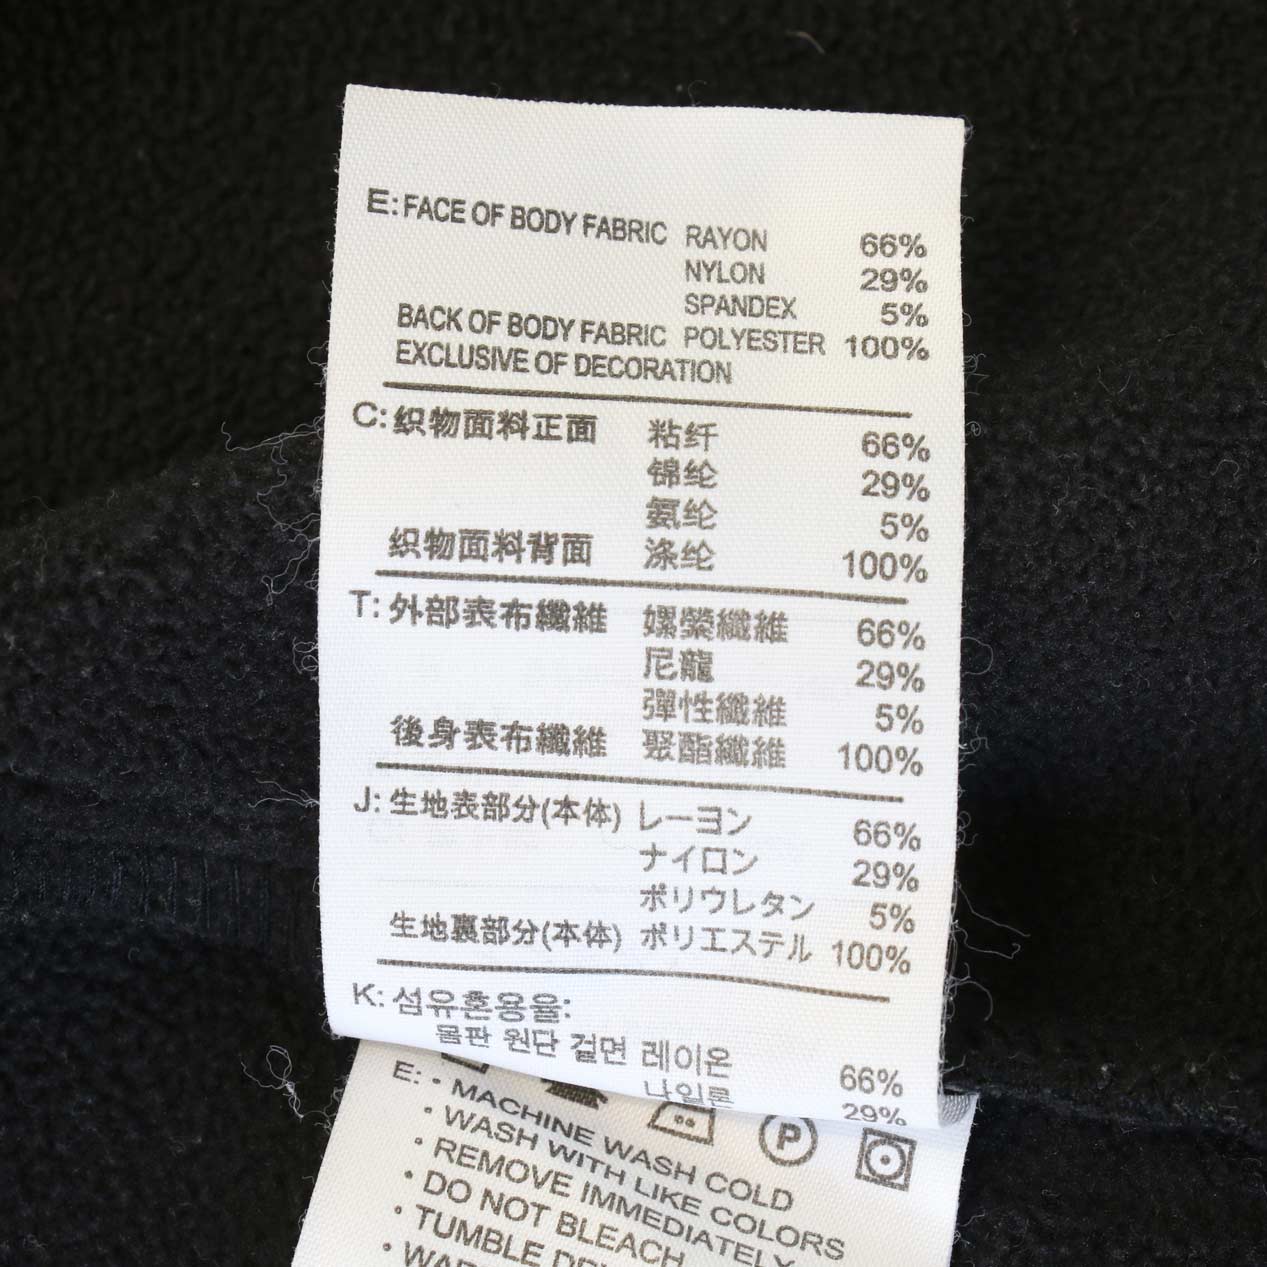 E: FACE OF BODY FABRIC RAYON 66%
NYLON 29%
SPANDEX 5%
BACK OF BODY FABRIC POLYESTER 100%
EXCLUSIVE OF DECORATION
C: 织物面料正面 粘纤 66%
锦纶 29%
氨纶 5%
织物面料背面 涤纶 100%
T: 外部表布纖維 嫘縈纖維 66%
尼龍 29%
彈性纖維 5%
後身表布纖維 聚酯纖維 100%
J: 生地表部分(本体) レーヨン 66%
ナイロン 29%
ポリウレタン 5%
生地裏部分(本体) ポリエステル 100%
K: 섬유혼용율:
몸판 원단 겉면 레이온 66%
나일론 29%
P
E: • MACHINE WASH COLD
• WASH WITH LIKE COLORS
• REMOVE IMMEDIATELY
• DO NOT BLEACH
• TUMBLE